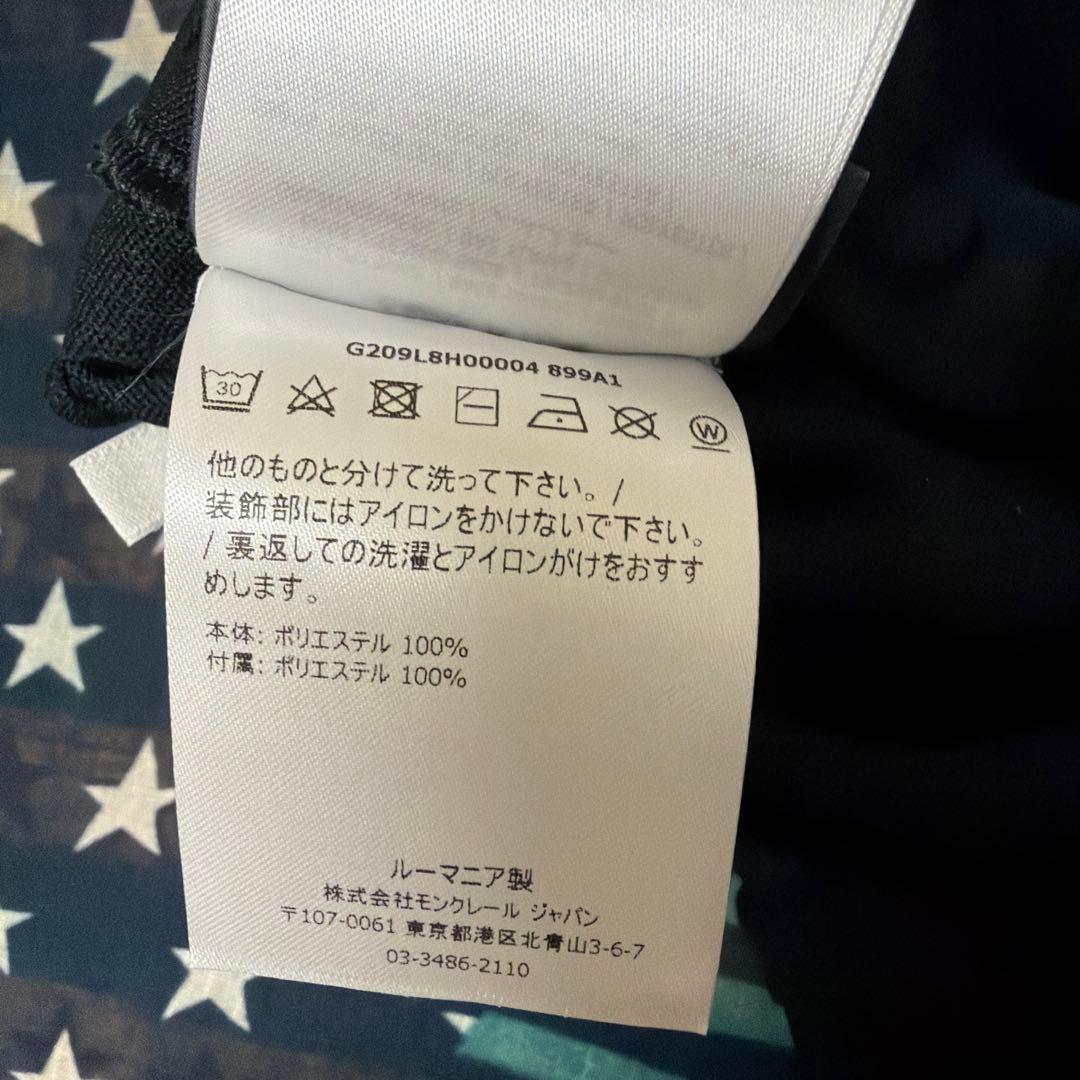 G209L8H00004 899A1
30
W
他のものと分けて洗って下さい。/
装飾部にはアイロンをかけないで下さい。
/ 裏返しての洗濯とアイロンがけをおすす
めします。
本体: ポリエステル 100%
付属: ポリエステル 100%
ルーマニア製
株式会社モンクレール ジャパン
〒107-0061 東京都港区北青山3-6-7
03-3486-2110